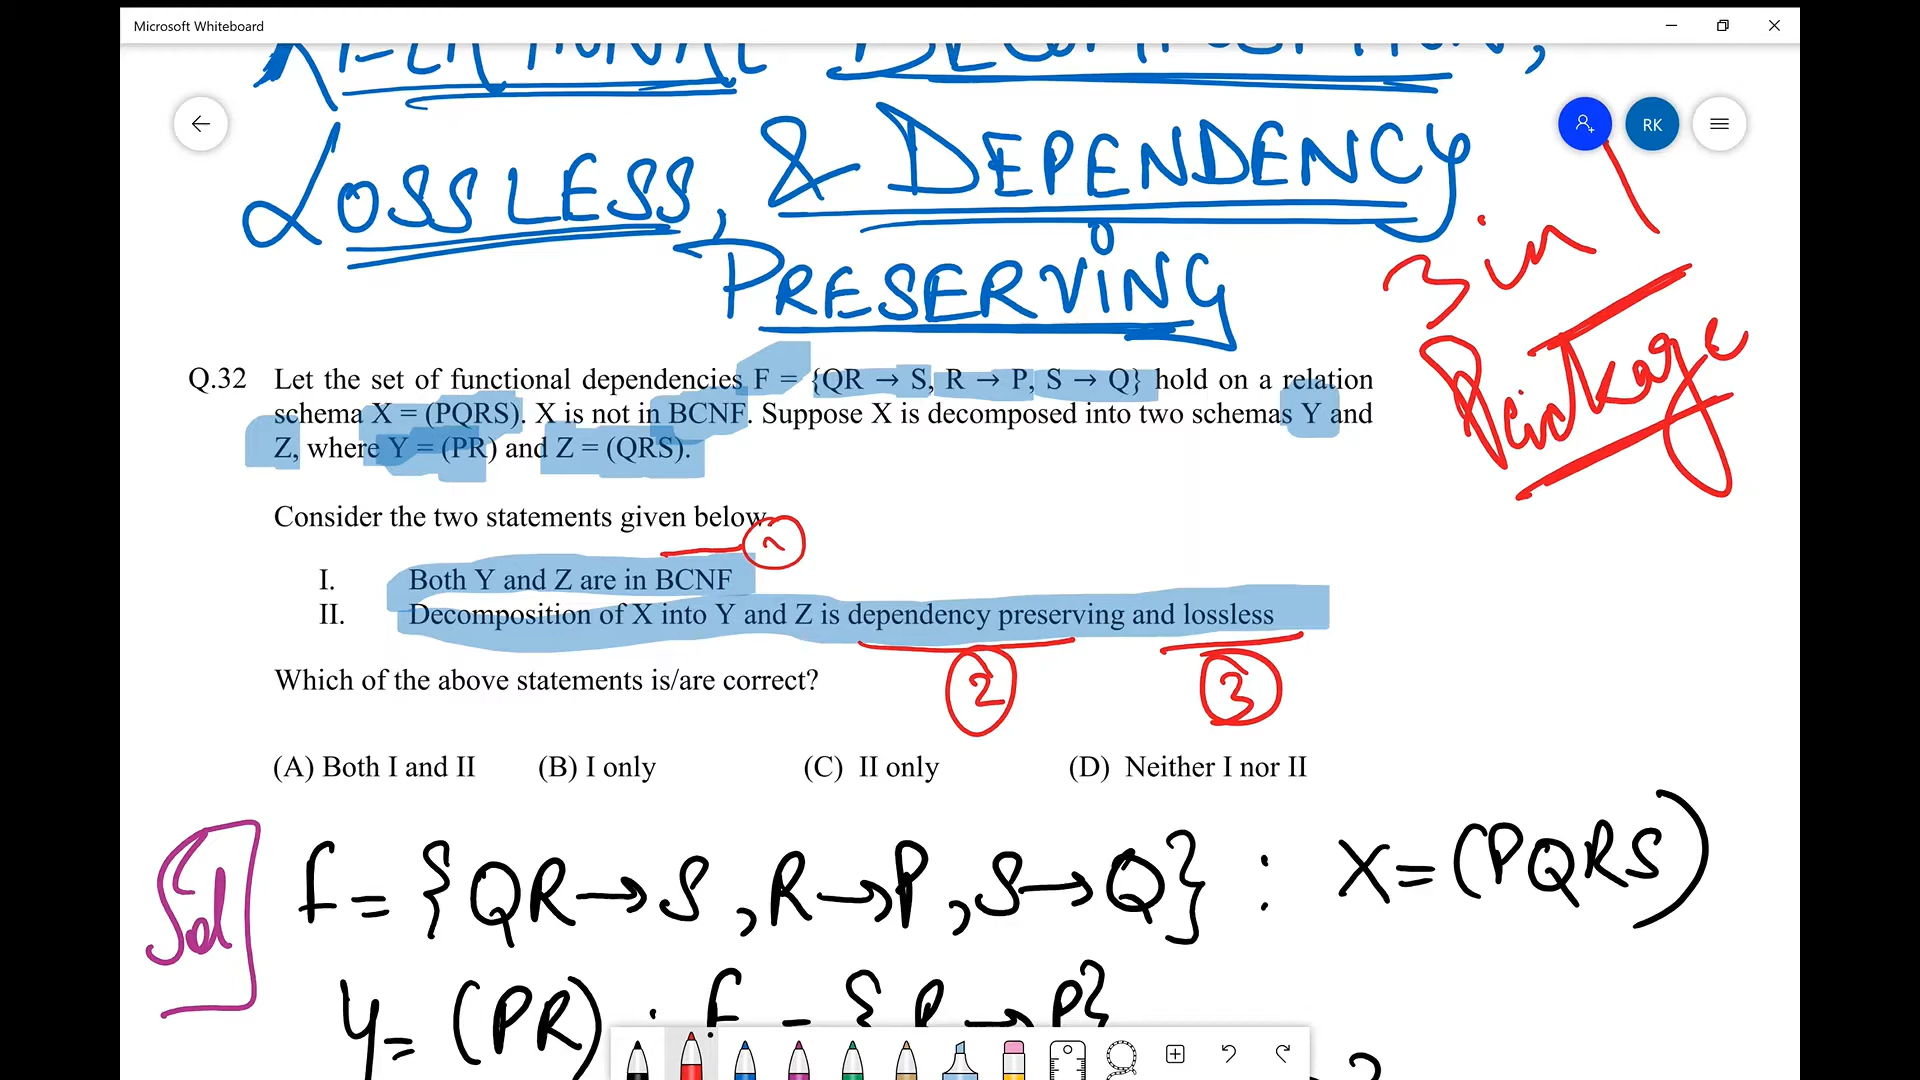 Microsoft Whiteboard
RELATIONAL DECOMPOSITION,
LOSSLESS, & DEPENDENCY
PRESERVING
RK
3 in 1
Package
Q.32 Let the set of functional dependencies F = {QR → S, R → P, S → Q} hold on a relation
schema X = (PQRS). X is not in BCNF. Suppose X is decomposed into two schemas Y and
Z, where Y = (PR) and Z = (QRS).
Consider the two statements given below.
I. Both Y and Z are in BCNF
II. Decomposition of X into Y and Z is dependency preserving and lossless
2
3
Which of the above statements is/are correct?
(A) Both I and II (B) I only (C) II only (D) Neither I nor II
Sol
F = {QR → S, R → P, S → Q} : X = (PQRS)
Y = (PR) : F = {R → P}